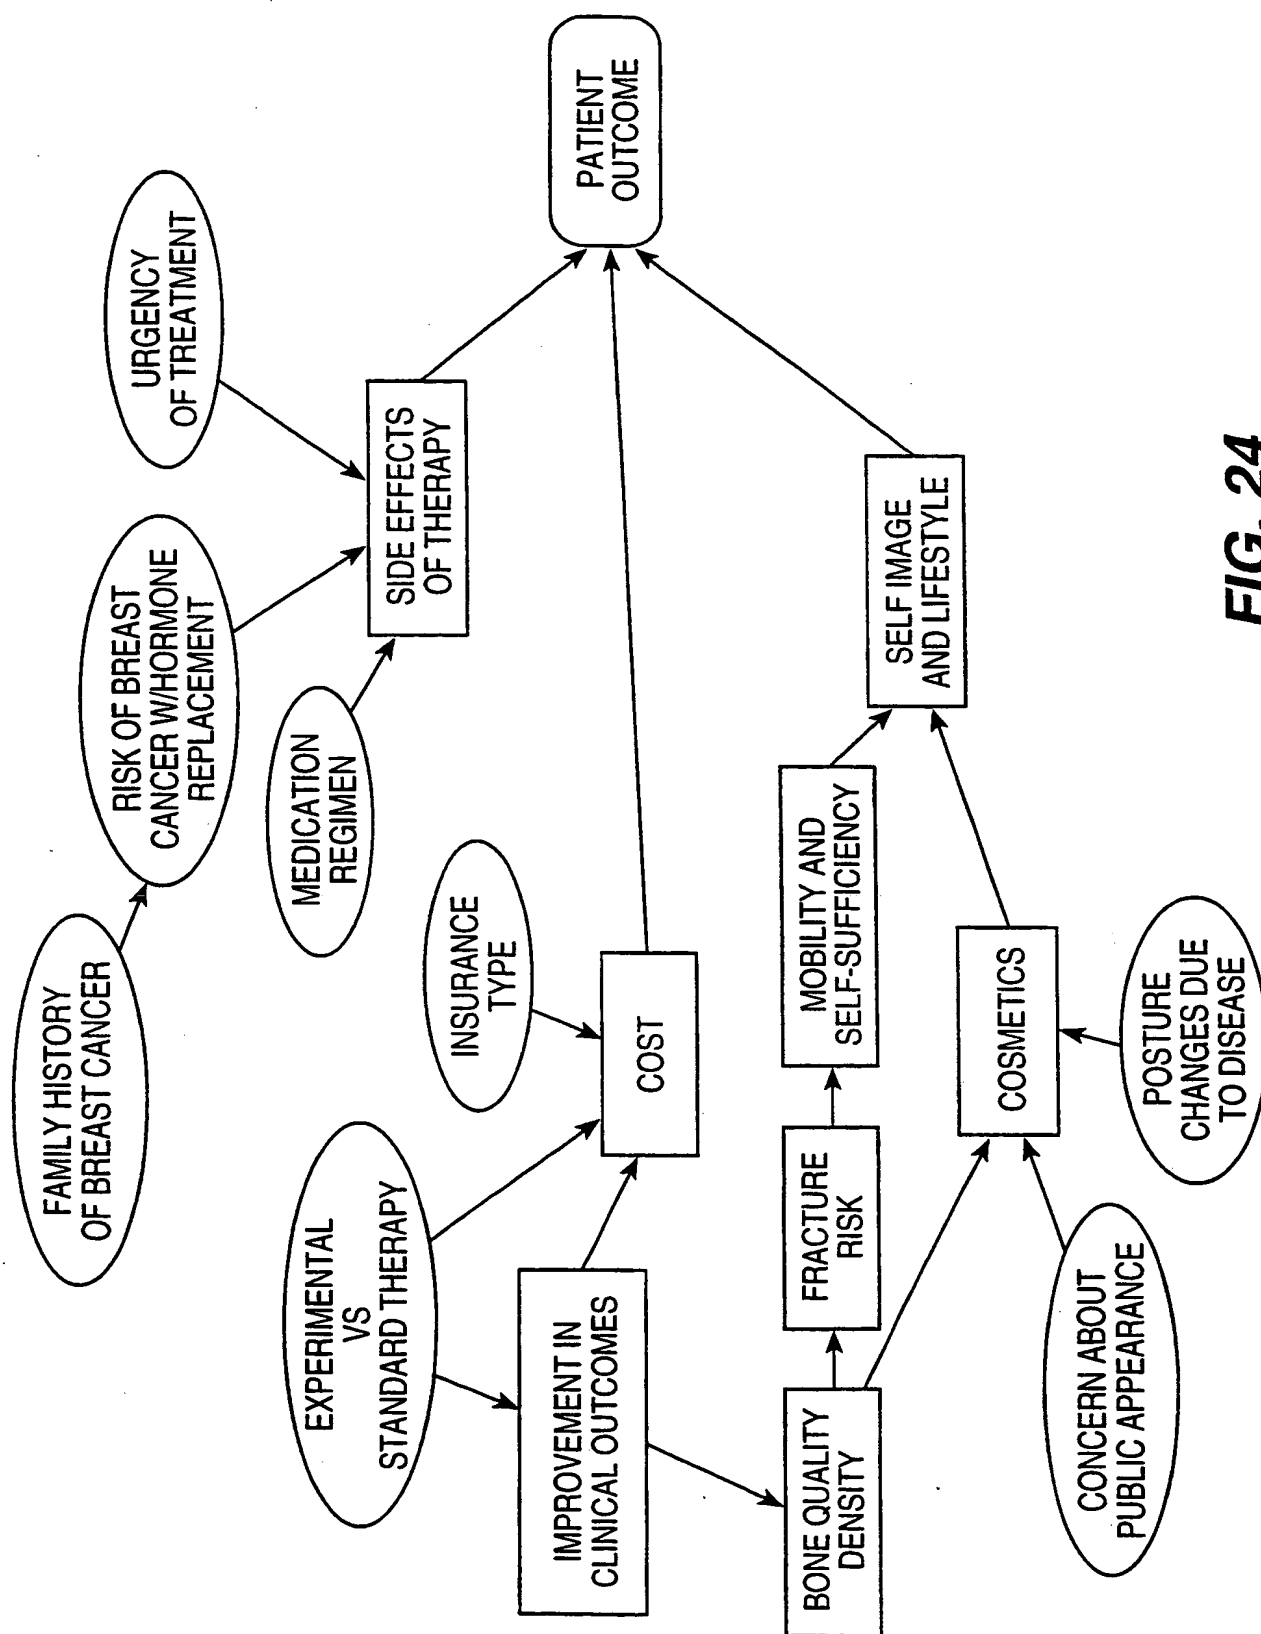 FAMILY HISTORY
OF BREAST CANCER
RISK OF BREAST
CANCER W/HORMONE
REPLACEMENT
URGENCY
OF TREATMENT
MEDICATION
REGIMEN
SIDE EFFECTS
OF THERAPY
EXPERIMENTAL
VS
STANDARD THERAPY
INSURANCE
TYPE
IMPROVEMENT IN
CLINICAL OUTCOMES
COST
PATIENT
OUTCOME
BONE QUALITY
DENSITY
FRACTURE
RISK
MOBILITY AND
SELF-SUFFICIENCY
SELF IMAGE
AND LIFESTYLE
COSMETICS
CONCERN ABOUT
PUBLIC APPEARANCE
POSTURE
CHANGES DUE
TO DISEASE
FIG. 24